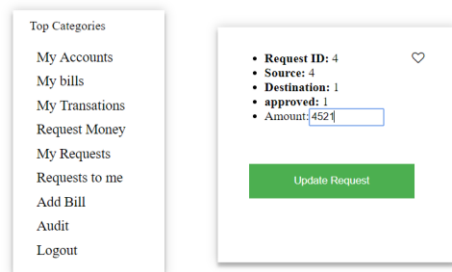 Top Categories
My Accounts
My bills
My Transations
Request Money
My Requests
Requests to me
Add Bill
Audit
Logout
Request ID: 4
Source: 4
Destination: 1
approved: 1
Amount: 4521
Update Request